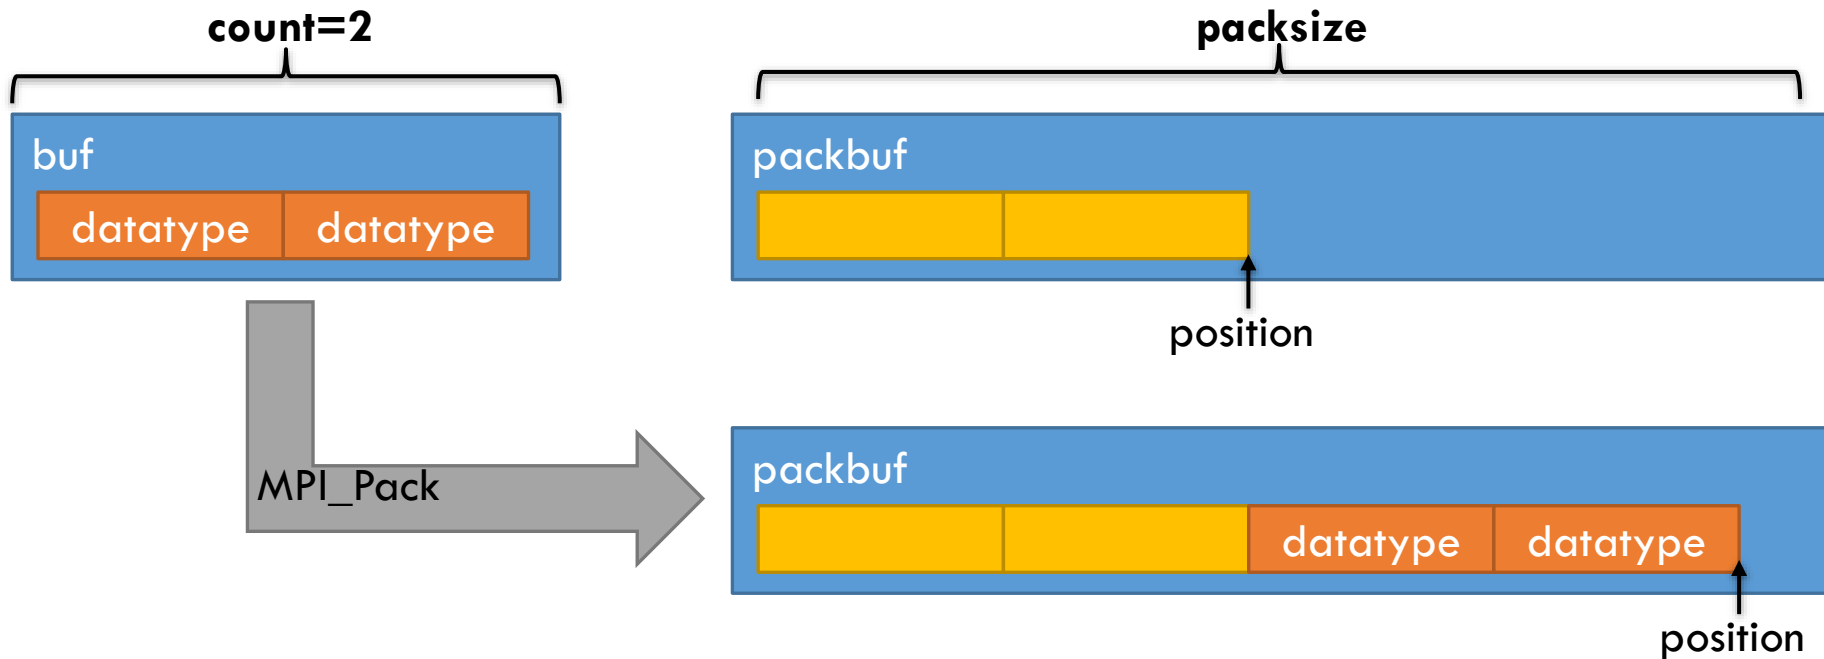 count=2
packsize
buf
datatype datatype
packbuf
position
MPI_Pack
packbuf
datatype datatype
position